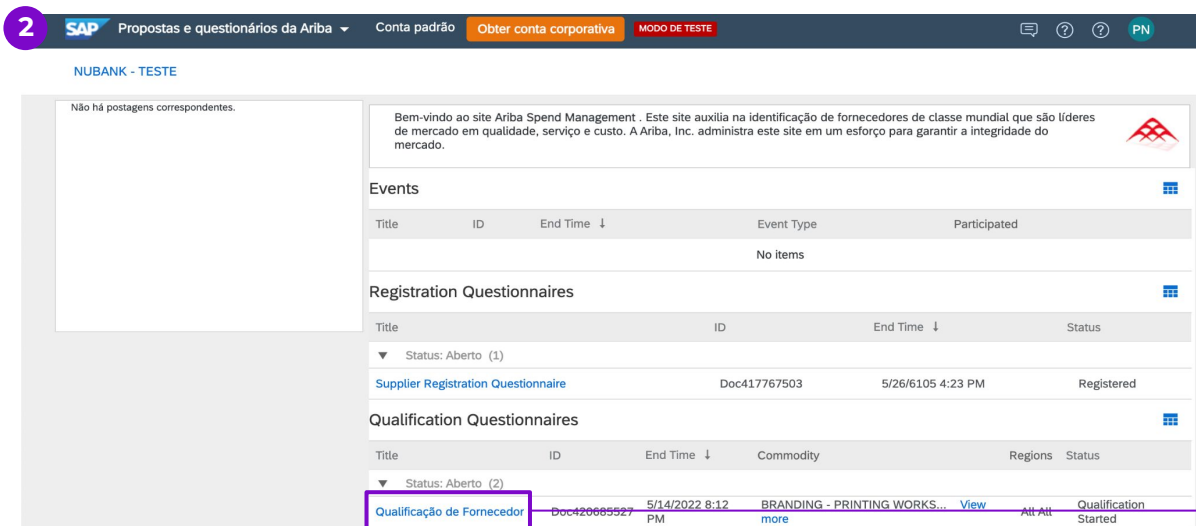 2
SAP Propostas e questionários da Ariba Conta padrão Obter conta corporativa MODO DE TESTE ? ? PN
NUBANK - TESTE
Não há postagens correspondentes.
Bem-vindo ao site Ariba Spend Management . Este site auxilia na identificação de fornecedores de classe mundial que são líderes
de mercado em qualidade, serviço e custo. A Ariba, Inc. administra este site em um esforço para garantir a integridade do
mercado.
Events
Title ID End Time ↓ Event Type Participated
No items
Registration Questionnaires
Title ID End Time ↓ Status
▼ Status: Aberto (1)
Supplier Registration Questionnaire Doc417767503 5/26/6105 4:23 PM Registered
Qualification Questionnaires
Title ID End Time ↓ Commodity Regions Status
▼ Status: Aberto (2)
Qualificação de Fornecedor Doc420685527 5/14/2022 8:12 PM BRANDING - PRINTING WORKS... View more All All Qualification Started